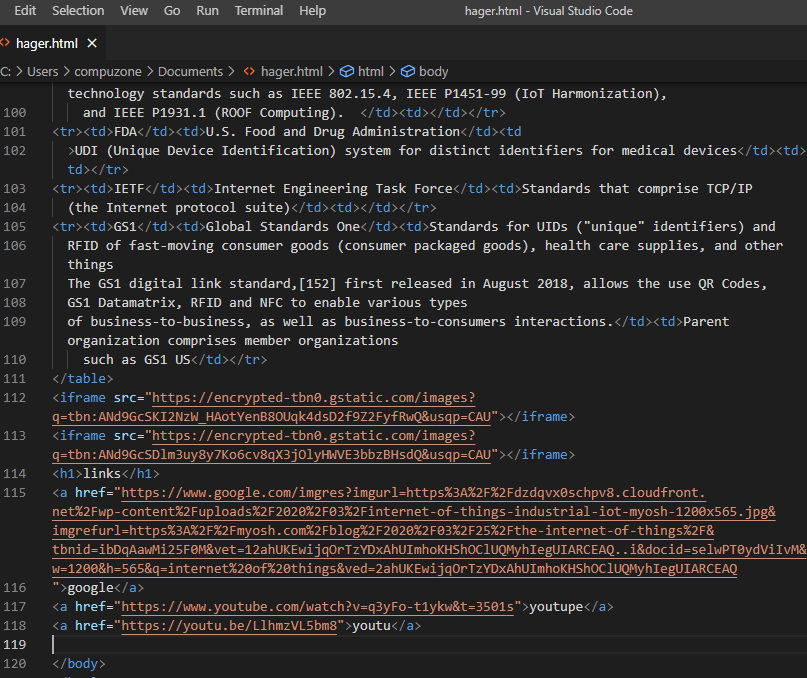 Edit Selection View Go Run Terminal Help hager.html - Visual Studio Code
hager.html ×
C: > Users > compuzone > Documents > hager.html > html > body
technology standards such as IEEE 802.15.4, IEEE P1451-99 (IoT Harmonization),
100 and IEEE P1931.1 (ROOF Computing). </td><td></td></tr>
101 <tr><td>FDA</td><td>U.S. Food and Drug Administration</td><td
102 >UDI (Unique Device Identification) system for distinct identifiers for medical devices</td><td>
td></tr>
103 <tr><td>IETF</td><td>Internet Engineering Task Force</td><td>Standards that comprise TCP/IP
104 (the Internet protocol suite)</td><td></td></tr>
105 <tr><td>GS1</td><td>Global Standards One</td><td>Standards for UIDs ("unique" identifiers) and
106 RFID of fast-moving consumer goods (consumer packaged goods), health care supplies, and other
things
107 The GS1 digital link standard,[152] first released in August 2018, allows the use QR Codes,
108 GS1 Datamatrix, RFID and NFC to enable various types
109 of business-to-business, as well as business-to-consumers interactions.</td><td>Parent
organization comprises member organizations
110 such as GS1 US</td></tr>
111 </table>
112 <iframe src="https://encrypted-tbn0.gstatic.com/images?
q=tbn:ANd9GcSKI2NzW_HAotYenB8OUqk4dsD2f9Z2FyfRwQ&usqp=CAU"></iframe>
113 <iframe src="https://encrypted-tbn0.gstatic.com/images?
q=tbn:ANd9GcSDlm3uy8y7Ko6cv8qX3jOlyHWVE3bbzBHsdQ&usqp=CAU"></iframe>
114 <h1>links</h1>
115 <a href="https://www.google.com/imgres?imgurl=https%3A%2F%2Fdzdqvx0schpv8.cloudfront.
net%2Fwp-content%2Fuploads%2F2020%2F03%2Finternet-of-things-industrial-iot-myosh-1200x565.jpg&
imgrefurl=https%3A%2F%2Fmyosh.com%2Fblog%2F2020%2F03%2F25%2Fthe-internet-of-things%2F&
tbnid=ibDqAawMi25F0M&vet=12ahUKEwijqOrTzYDxAhUImhoKHShOClUQMyhIegUIARCEAQ..i&docid=selwPT0ydViIvM&
w=1200&h=565&q=internet%20of%20things&ved=2ahUKEwijqOrTzYDxAhUImhoKHShOClUQMyhIegUIARCEAQ
116 ">google</a>
117 <a href="https://www.youtube.com/watch?v=q3yFo-t1ykw&t=3501s">youtupe</a>
118 <a href="https://youtu.be/LlhmzVL5bm8">youtu</a>
119
120 </body>